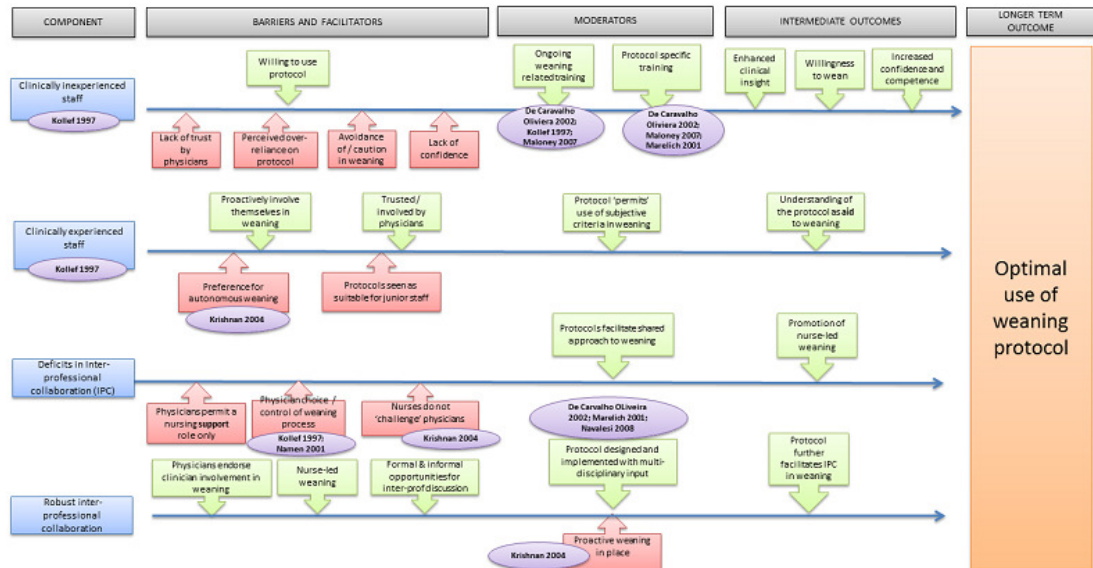 COMPONENT
BARRIERS AND FACILITATORS
MODERATORS
INTERMEDIATE OUTCOMES
LONGER TERM
OUTCOME
Clinically inexperienced
staff
Kollef 1997
Willing to use
protocol
Lack of trust
by
physicians
Perceived over-
reliance on
protocol
Avoidance
of / caution
in weaning
Lack of
confidence
Ongoing
weaning
related training
De Caravalho
Oliviera 2002;
Kollef 1997;
Maloney 2007
Protocol specific
training
De Caravalho
Oliviera 2002;
Maloney 2007;
Marelich 2001
Enhanced
clinical
insight
Willingness
to wean
Increased
confidence and
competence
Clinically experienced
staff
Kollef 1997
Proactively involve
themselves in
weaning
Trusted /
involved by
physicians
Preference for
autonomous weaning
Krishnan 2004
Protocols seen as
suitable for junior staff
Protocol ‘permits’
use of subjective
criteria in weaning
Understanding of
the protocol as aid
to weaning
Optimal
use of
weaning
protocol
Deficits in Inter-
professional
collaboration (IPC)
Physicians permit a
nursing support
role only
Physician choice /
control of weaning
process
Kollef 1997;
Namen 2001
Nurses do not
‘challenge’ physicians
Krishnan 2004
Protocols facilitate shared
approach to weaning
De Carvalho OLiveira
2002; Marelich 2001;
Navalesi 2008
Promotion of
nurse-led
weaning
Robust inter-
professional
collaboration
Physicians endorse
clinician involvement in
weaning
Nurse-led
weaning
Formal & informal
opportunities for
inter-prof discussion
Protocol designed and
implemented with multi-
disciplinary input
Krishnan 2004
Proactive weaning
in place
Protocol
further
facilitates IPC
in weaning